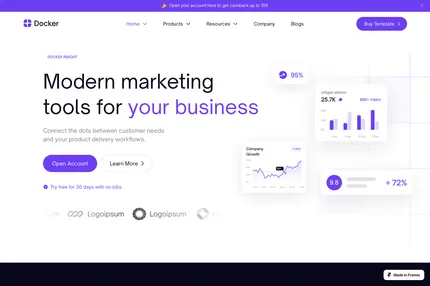 Open your account here to get cashback up to 10$
Docker
Home
Products
Resources
Company
Blogs
Buy Template
DOCKER INSIGHT
Modern marketing
tools for your business
Connect the dots between customer needs
and your product delivery workflows.
Open Account
Learn More
Try free for 30 days with no bills
Logoipsum
Logoipsum
95%
Unique visitors
25.7K
Visitor
Company
Growth
9.8
+ 72%
Made in Framer